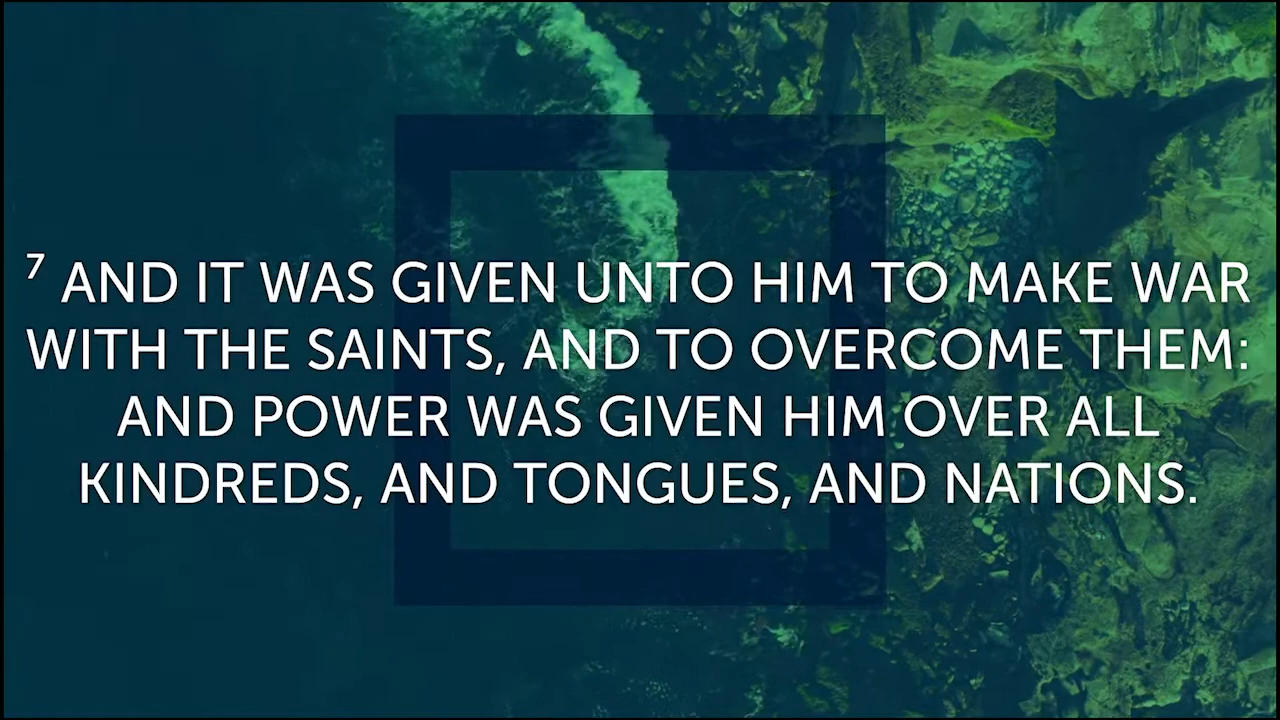 ⁷ AND IT WAS GIVEN UNTO HIM TO MAKE WAR
WITH THE SAINTS, AND TO OVERCOME THEM:
AND POWER WAS GIVEN HIM OVER ALL
KINDREDS, AND TONGUES, AND NATIONS.